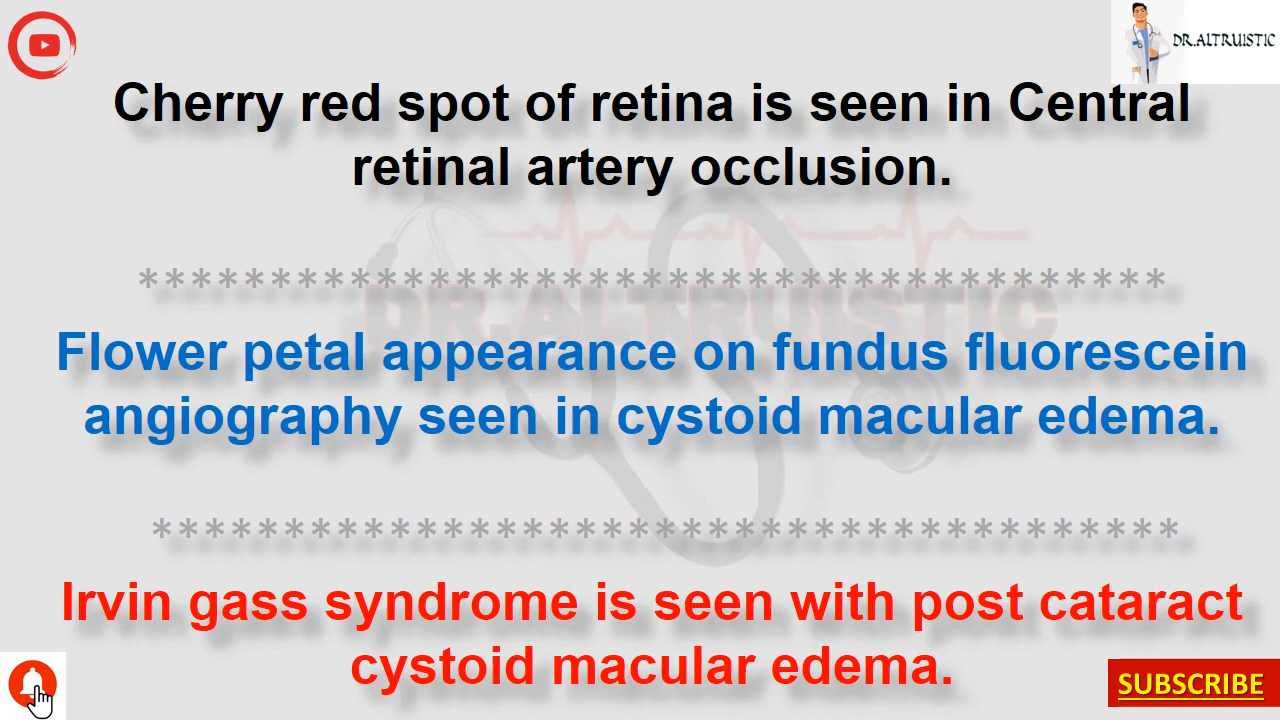 DR.ALTRUISTIC
Cherry red spot of retina is seen in Central
retinal artery occlusion.
***************************************
DR.ALTRUISTIC
Flower petal appearance on fundus fluorescein
angiography seen in cystoid macular edema.
***************************************
Irvin gass syndrome is seen with post cataract
cystoid macular edema.
SUBSCRIBE